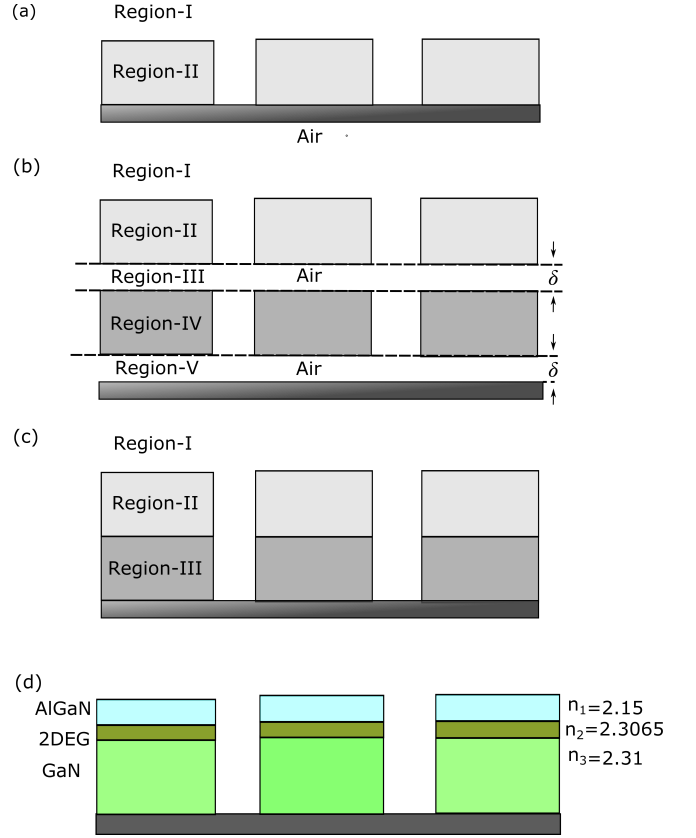 (a)
Region-I
Region-II
Air
(b)
Region-I
Region-II
Region-III Air δ
Region-IV
Region-V Air δ
(c)
Region-I
Region-II
Region-III
(d)
AlGaN n₁=2.15
2DEG n₂=2.3065
GaN n₃=2.31